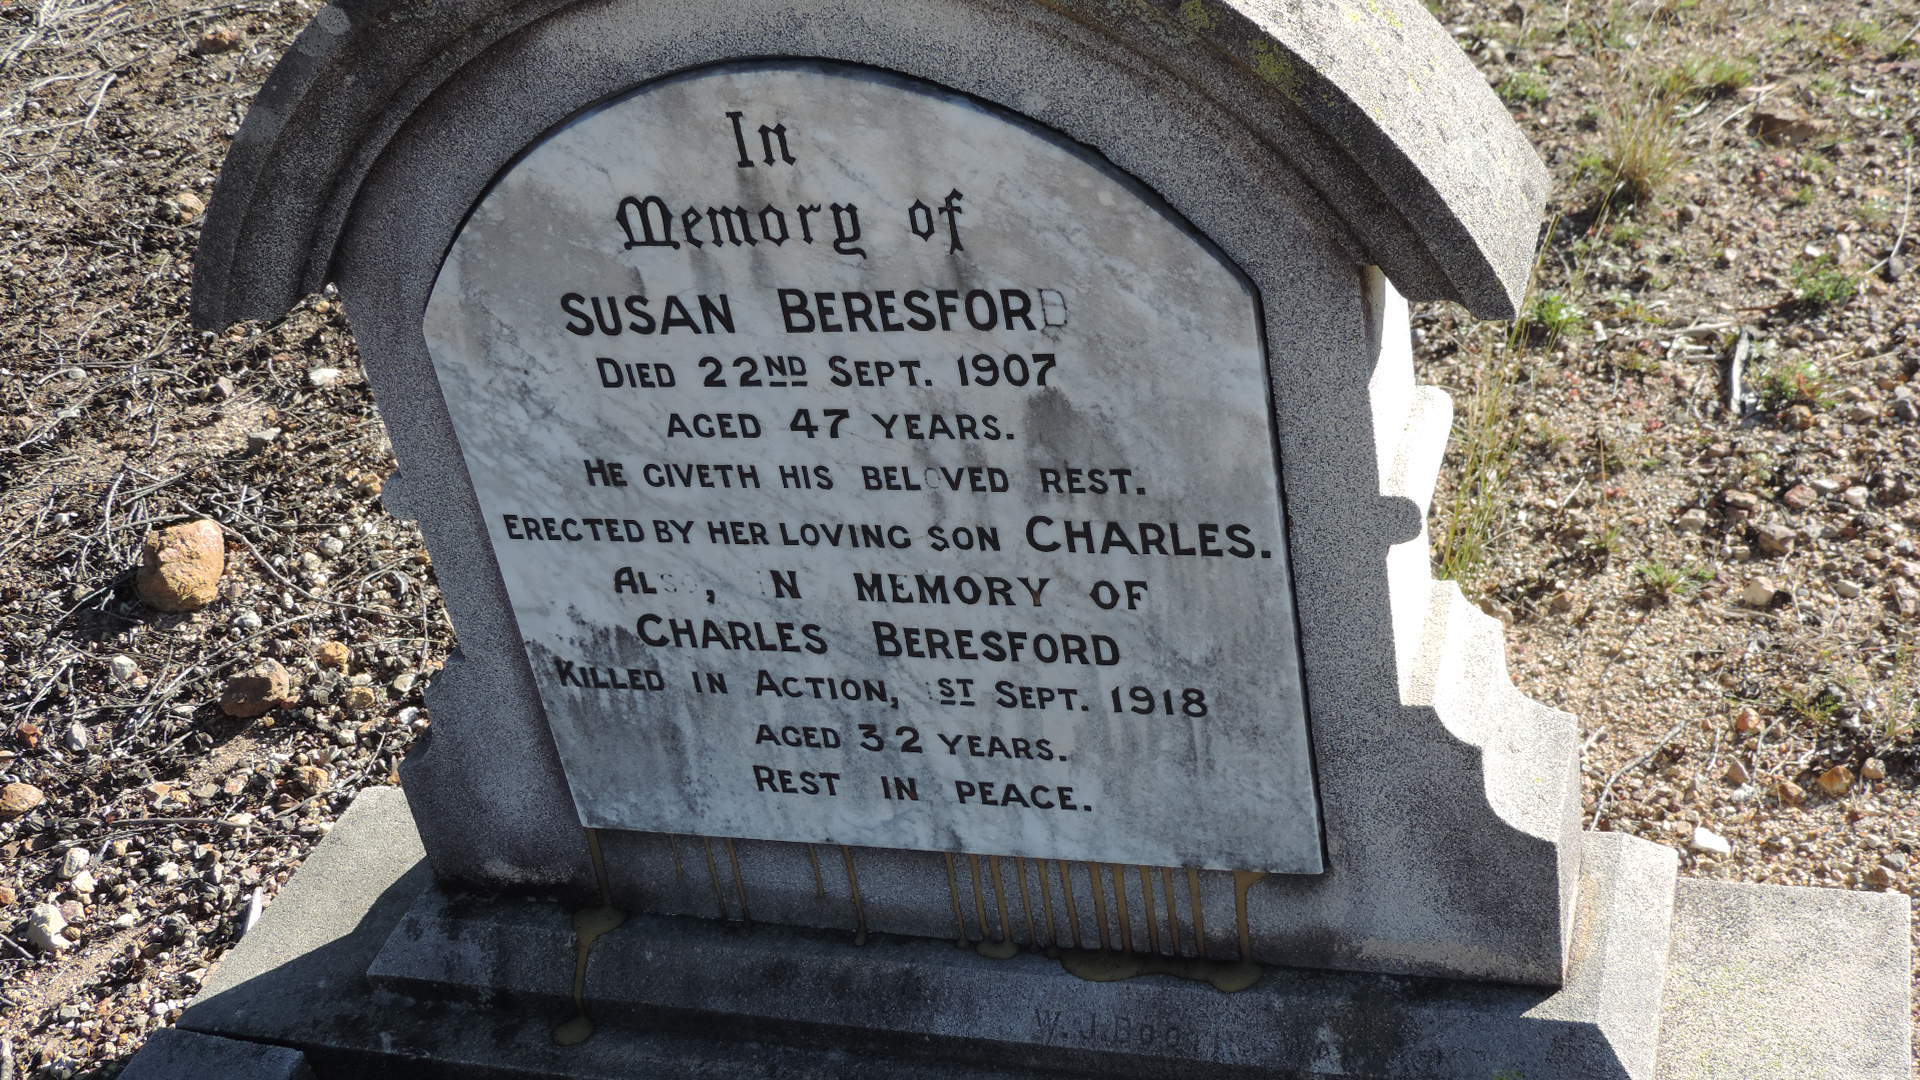 In
Memory of
SUSAN BERESFORD
DIED 22ND SEPT. 1907
AGED 47 YEARS.
HE GIVETH HIS BELOVED REST.
ERECTED BY HER LOVING SON CHARLES.
ALSO, IN MEMORY OF
CHARLES BERESFORD
KILLED IN ACTION, 1ST SEPT. 1918
AGED 32 YEARS.
REST IN PEACE.
W. J.